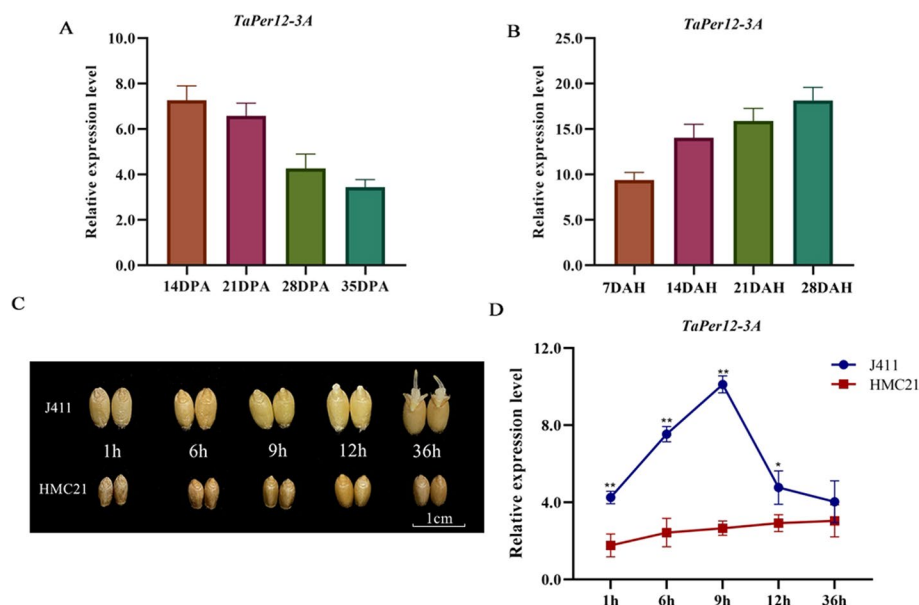 A
TaPer12-3A
Relative expression level
10.0
8.0
6.0
4.0
2.0
0.0
14DPA 21DPA 28DPA 35DPA
B
TaPer12-3A
Relative expression level
25.0
20.0
15.0
10.0
5.0
0.0
7DAH 14DAH 21DAH 28DAH
C
J411
1h 6h 9h 12h 36h
HMC21
1cm
D
TaPer12-3A
Relative expression level
12.0
8.0
4.0
0.0
** ** ** *
1h 6h 9h 12h 36h
J411
HMC21